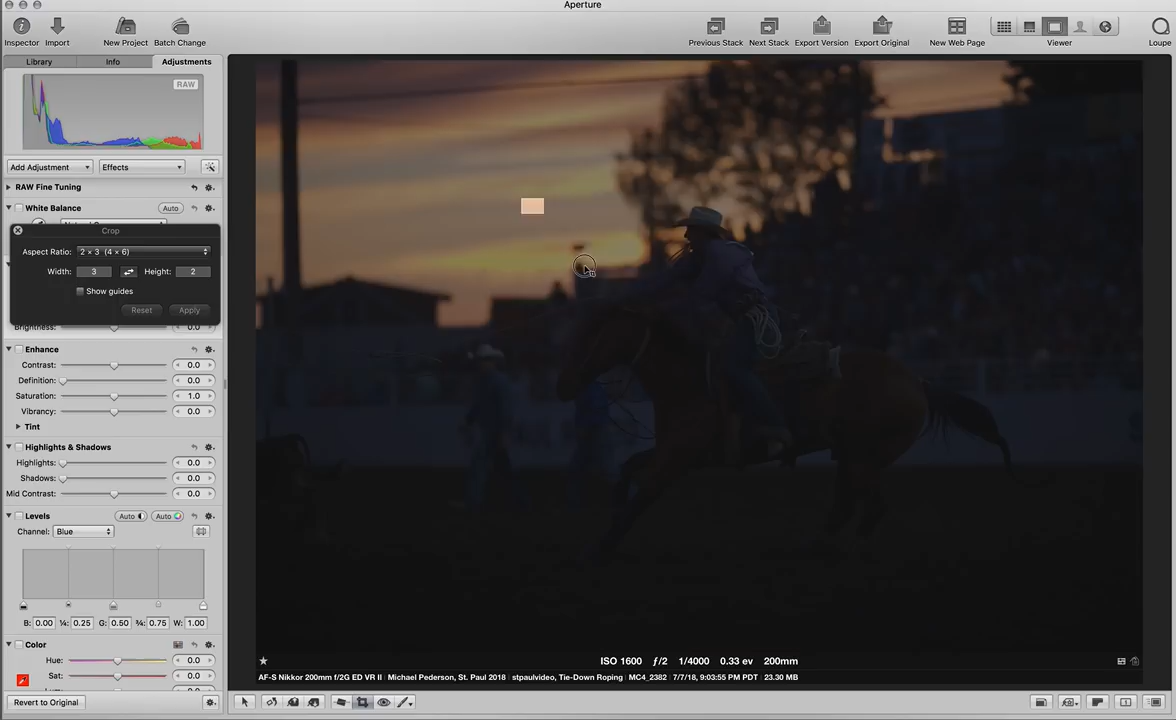 Aperture
Inspector Import New Project Batch Change Previous Stack Next Stack Export Version Export Original New Web Page Viewer Loupe
Library Info Adjustments
RAW
Add Adjustment Effects
RAW Fine Tuning
White Balance Auto
Crop
Aspect Ratio: 2 × 3 (4 × 6)
Width: 3 Height: 2
Show guides
Reset Apply
Brightness: 0.0
Enhance
Contrast: 0.0
Definition: 0.0
Saturation: 1.0
Vibrancy: 0.0
Tint
Highlights & Shadows
Highlights: 0.0
Shadows: 0.0
Mid Contrast: 0.0
Levels Auto Auto
Channel: Blue
B: 0.00 ¼: 0.25 G: 0.50 ¾: 0.75 W: 1.00
Color
Hue: 0.0
Sat: 0.0
ISO 1600 ƒ/2 1/4000 0.33 ev 200mm
AF-S Nikkor 200mm f/2G ED VR II | Michael Pederson, St. Paul 2018 | stpaulvideo, Tie-Down Roping | MC4_2382 | 7/7/18, 9:03:55 PM PDT | 23.30 MB
Revert to Original